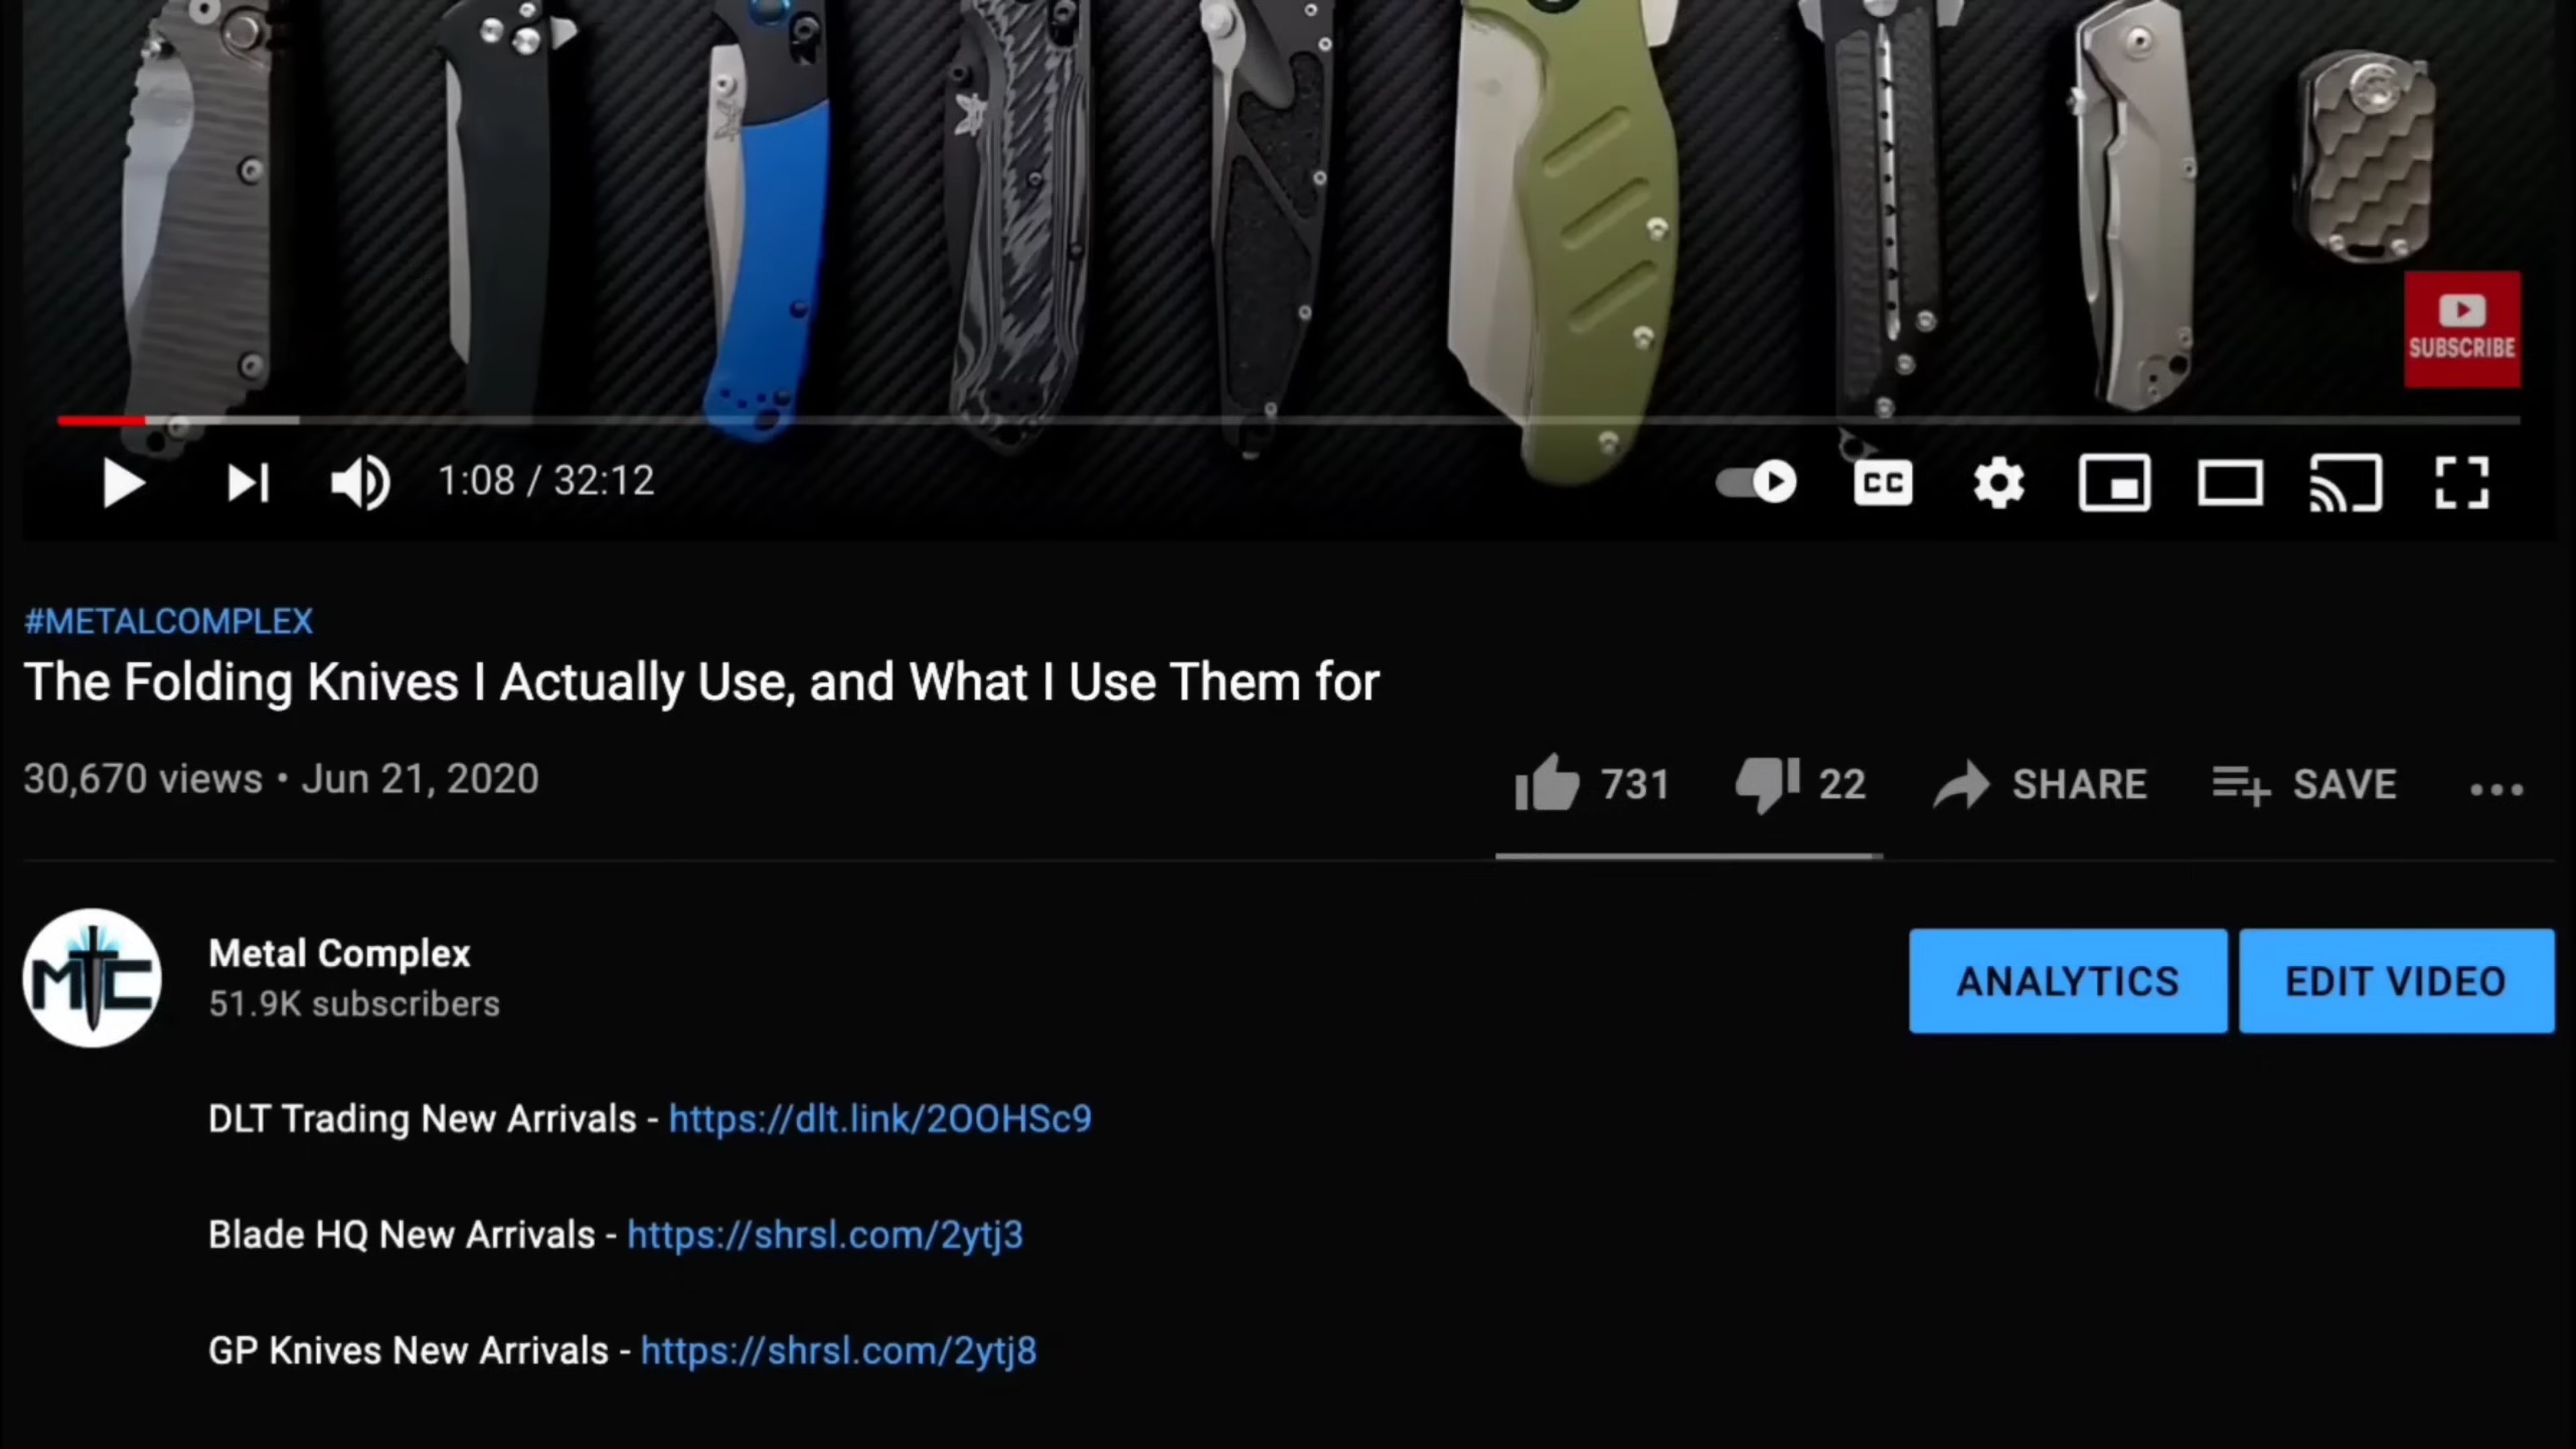 SUBSCRIBE
1:08 / 32:12
CC
#METALCOMPLEX
The Folding Knives I Actually Use, and What I Use Them for
30,670 views • Jun 21, 2020
731 22 SHARE SAVE
MTC
Metal Complex
51.9K subscribers
ANALYTICS EDIT VIDEO
DLT Trading New Arrivals - https://dlt.link/2OOHSc9
Blade HQ New Arrivals - https://shrsl.com/2ytj3
GP Knives New Arrivals - https://shrsl.com/2ytj8